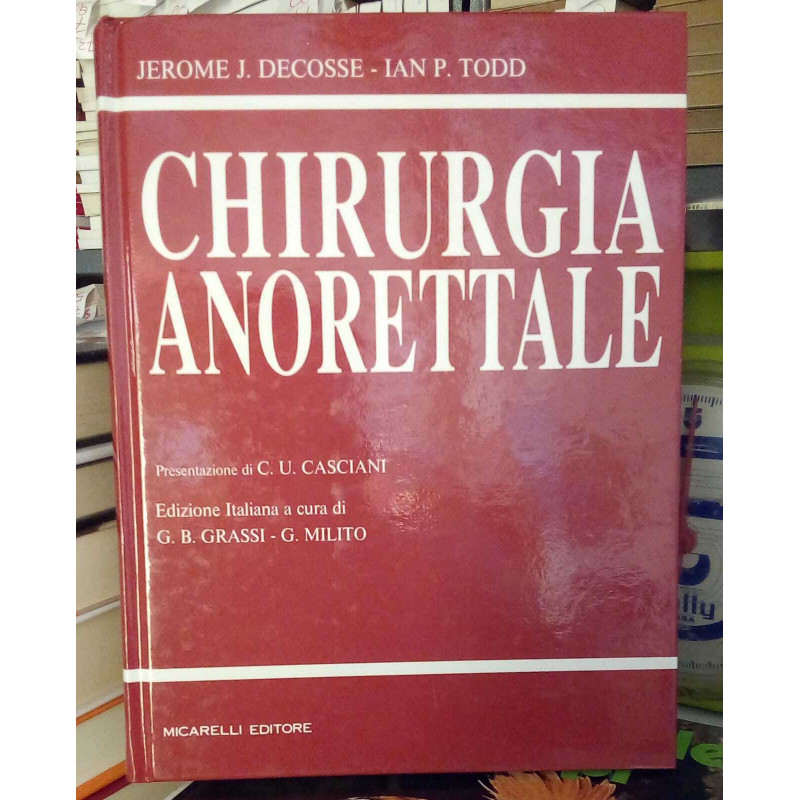 JEROME J. DECOSSE - IAN P. TODD
CHIRURGIA
ANORETTALE
Presentazione di C. U. CASCIANI
Edizione Italiana a cura di
G. B. GRASSI - G. MILITO
MICARELLI EDITORE